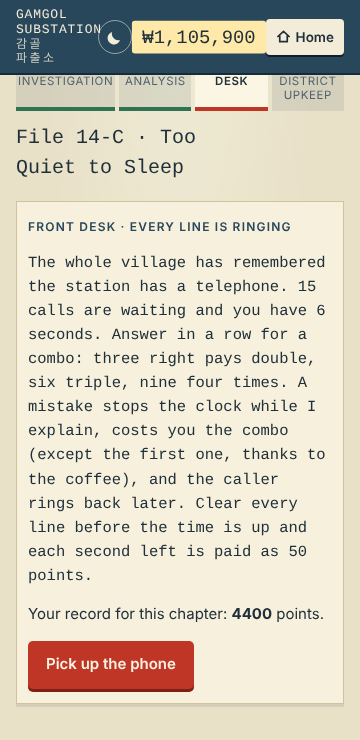 GAMGOL
SUBSTATION
감골
파출소
₩1,105,900
Home
INVESTIGATION
ANALYSIS
DESK
DISTRICT
UPKEEP
File 14-C · Too
Quiet to Sleep
FRONT DESK · EVERY LINE IS RINGING
The whole village has remembered
the station has a telephone. 15
calls are waiting and you have 6
seconds. Answer in a row for a
combo: three right pays double,
six triple, nine four times. A
mistake stops the clock while I
explain, costs you the combo
(except the first one, thanks to
the coffee), and the caller
rings back later. Clear every
line before the time is up and
each second left is paid as 50
points.
Your record for this chapter: 4400 points.
Pick up the phone